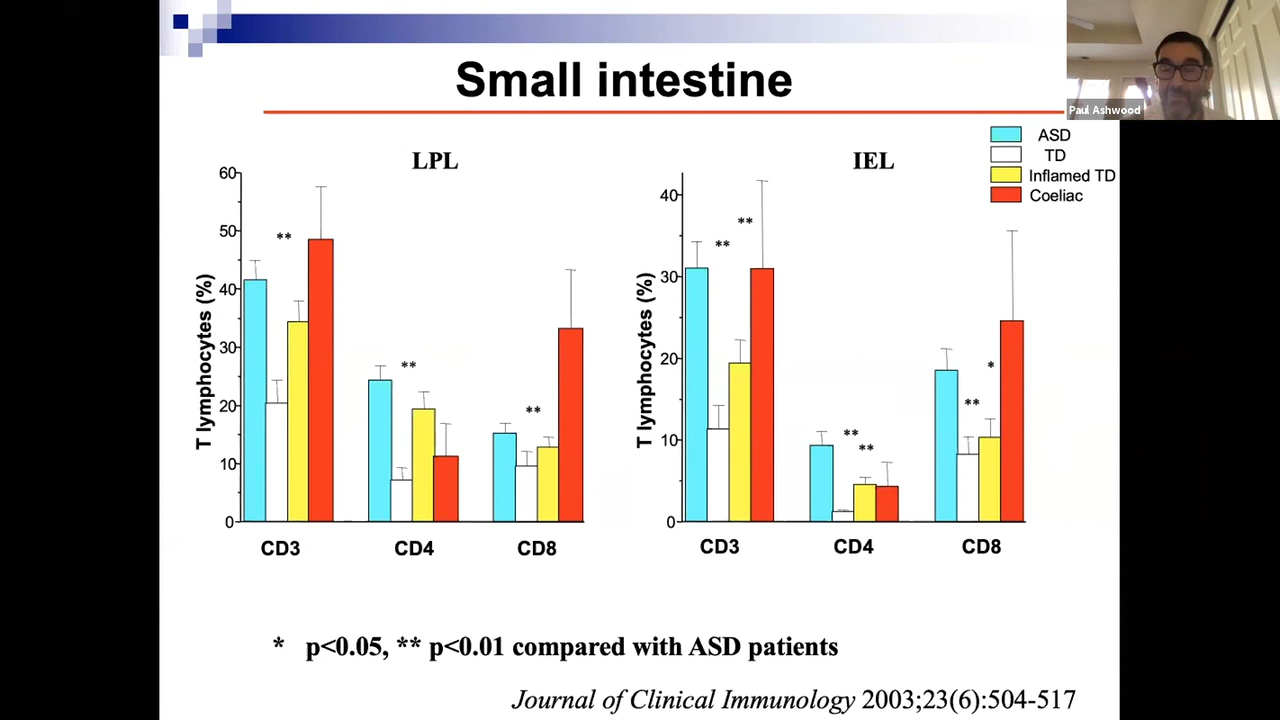 Small intestine
Paul Ashwood
ASD
TD
Inflamed TD
Coeliac
LPL
T lymphocytes (%)
60
50
40
30
20
10
0
**
**
**
CD3
CD4
CD8
IEL
T lymphocytes (%)
40
30
20
10
0
**
**
**
**
**
*
CD3
CD4
CD8
* p<0.05, ** p<0.01 compared with ASD patients
Journal of Clinical Immunology 2003;23(6):504-517